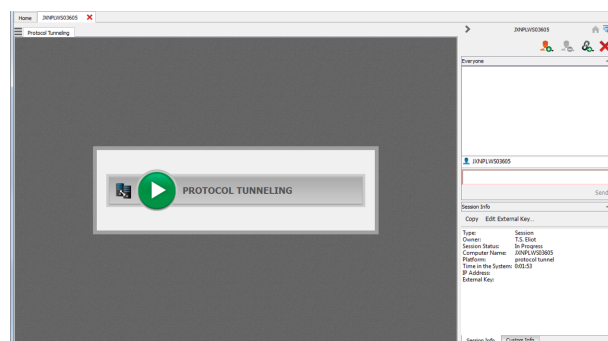 Home JXNPLWS03605
Protocol Tunneling
JXNPLWS03605
Everyone
PROTOCOL TUNNELING
JXNPLWS03605
Send
Session Info
Copy Edit External Key...
Type: Session
Owner: T.S. Eliot
Session Status: In Progress
Computer Name: JXNPLWS03605
Platform: protocol tunnel
Time in the System: 0:01:53
IP Address:
External Key:
Session Info Custom Info